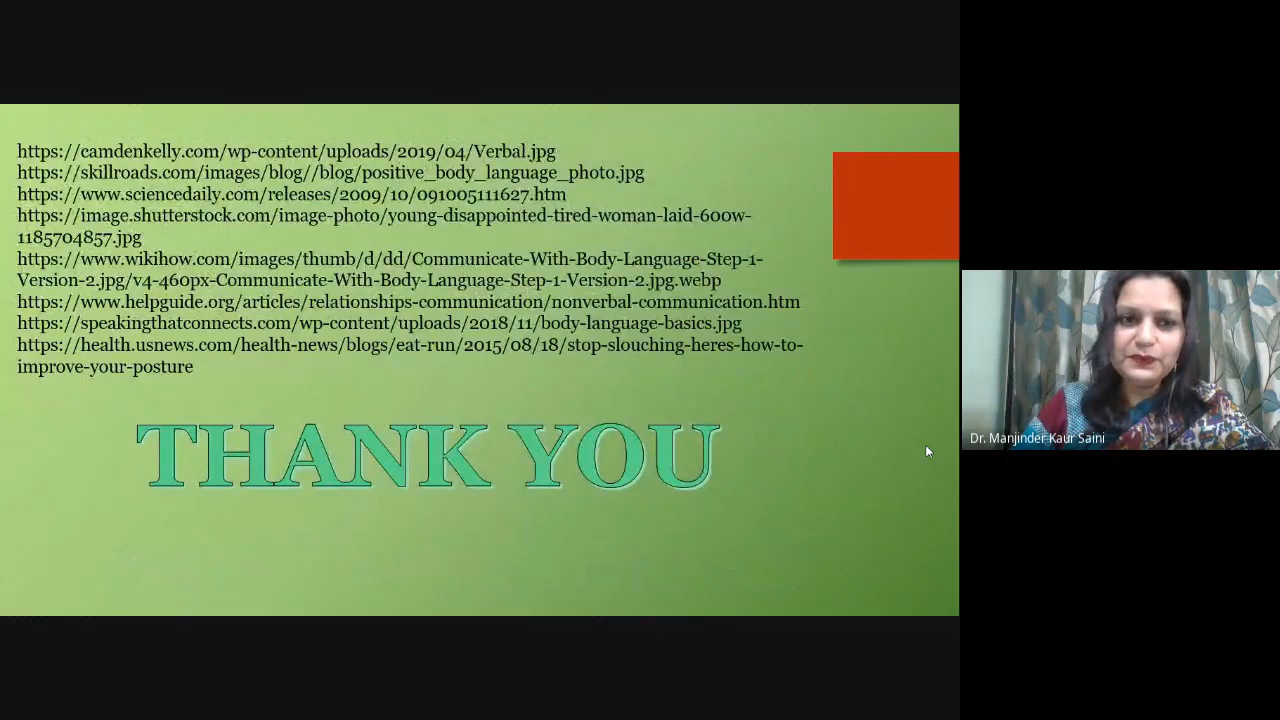 https://camdenkelly.com/wp-content/uploads/2019/04/Verbal.jpg
https://skillroads.com/images/blog//blog/positive_body_language_photo.jpg
https://www.sciencedaily.com/releases/2009/10/091005111627.htm
https://image.shutterstock.com/image-photo/young-disappointed-tired-woman-laid-600w-
1185704857.jpg
https://www.wikihow.com/images/thumb/d/dd/Communicate-With-Body-Language-Step-1-
Version-2.jpg/v4-460px-Communicate-With-Body-Language-Step-1-Version-2.jpg.webp
https://www.helpguide.org/articles/relationships-communication/nonverbal-communication.htm
https://speakingthatconnects.com/wp-content/uploads/2018/11/body-language-basics.jpg
https://health.usnews.com/health-news/blogs/eat-run/2015/08/18/stop-slouching-heres-how-to-
improve-your-posture
THANK YOU
Dr. Manjinder Kaur Saini